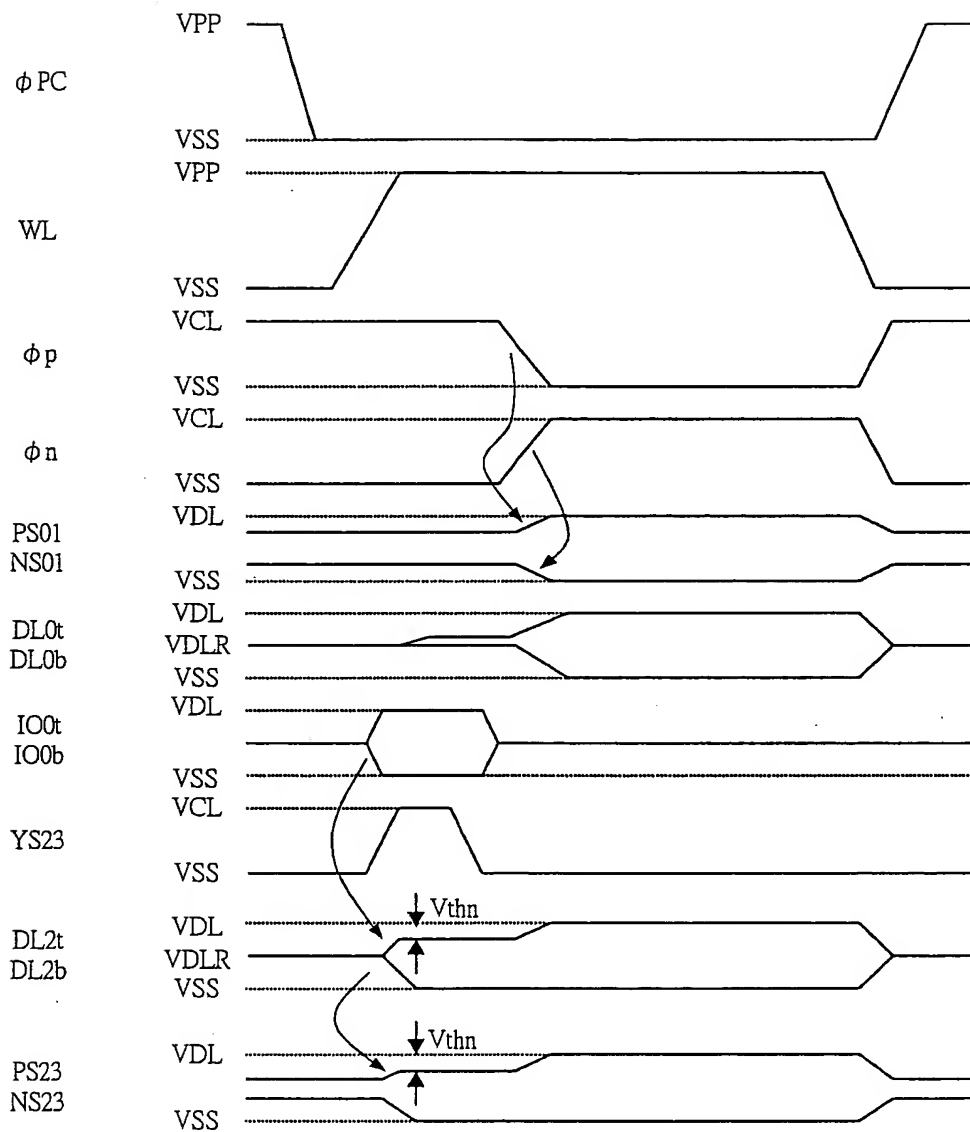 VPP
φPC
VSS
VPP
WL
VSS
VCL
φp
VSS
VCL
φn
VSS
VDL
PS01
NS01
VSS
VDL
DL0t
VDLR
DL0b
VSS
VDL
IO0t
IO0b
VSS
VCL
YS23
VSS
Vthn
VDL
DL2t
VDLR
DL2b
VSS
Vthn
VDL
PS23
NS23
VSS